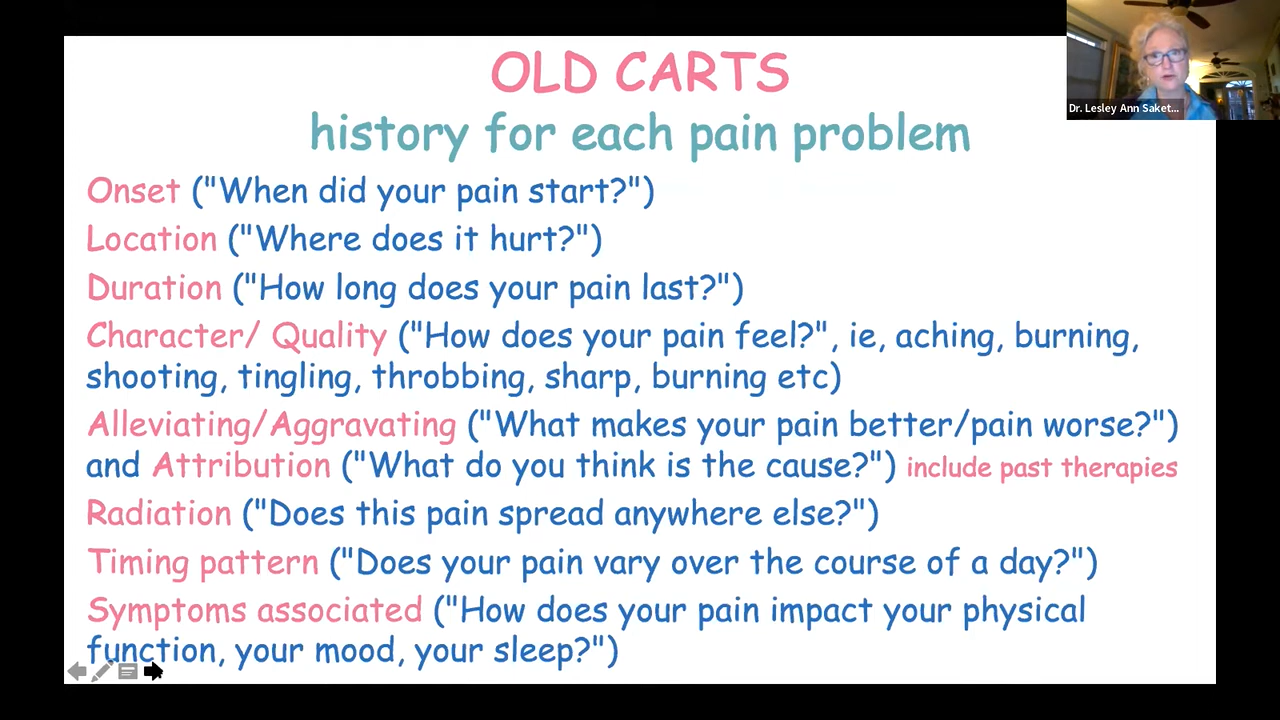 OLD CARTS
history for each pain problem
Onset ("When did your pain start?")
Location ("Where does it hurt?")
Duration ("How long does your pain last?")
Character/ Quality ("How does your pain feel?", ie, aching, burning,
shooting, tingling, throbbing, sharp, burning etc)
Alleviating/Aggravating ("What makes your pain better/pain worse?")
and Attribution ("What do you think is the cause?") include past therapies
Radiation ("Does this pain spread anywhere else?")
Timing pattern ("Does your pain vary over the course of a day?")
Symptoms associated ("How does your pain impact your physical
function, your mood, your sleep?")
Dr. Lesley Ann Saket...